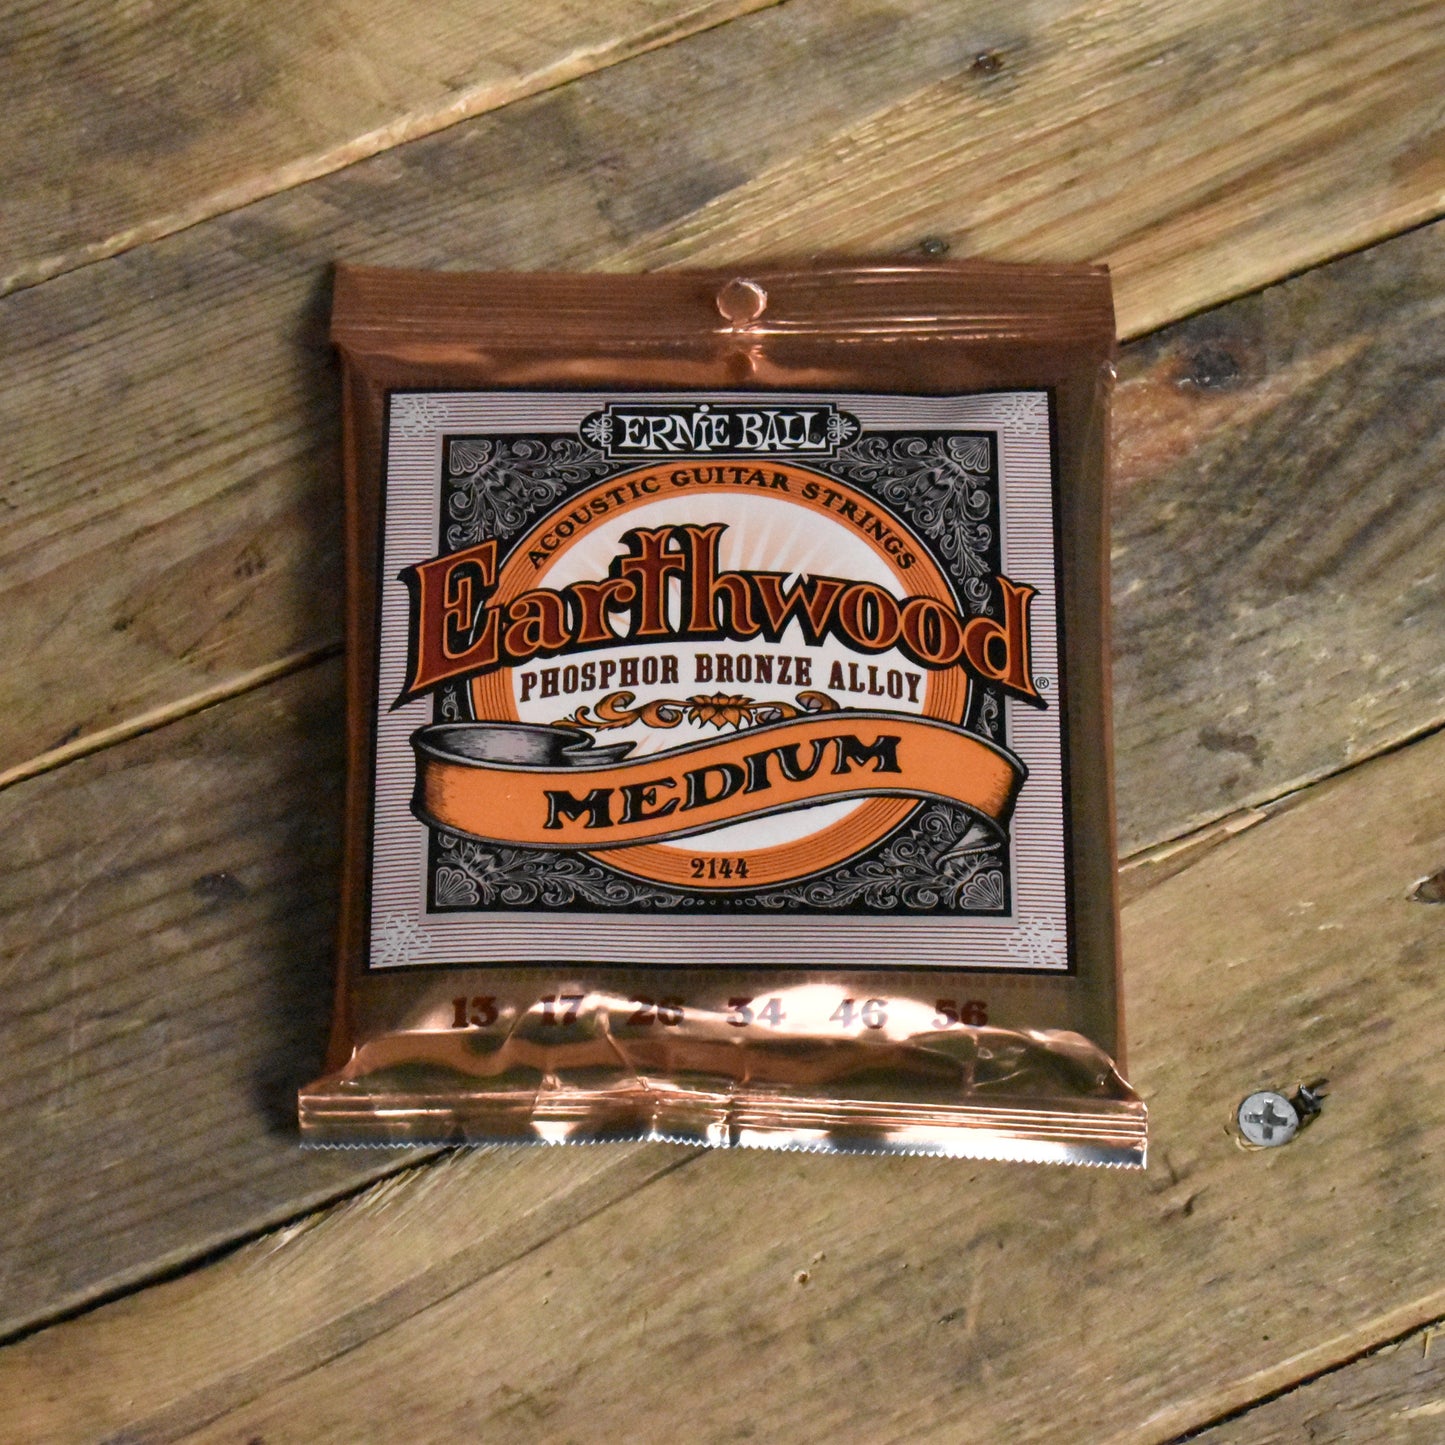 ERNIE BALL
ACOUSTIC GUITAR STRINGS
Earthwood®
PHOSPHOR BRONZE ALLOY
MEDIUM
2144
13 17 26 34 46 56